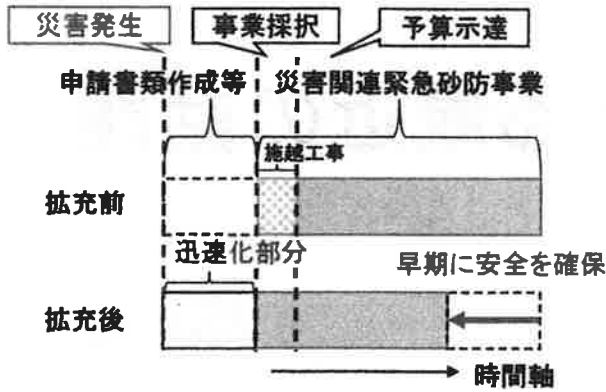 災害発生 事業採択 予算示達
申請書類作成等 災害関連緊急砂防事業
施越工事
拡充前
迅速化部分
早期に安全を確保
拡充後
時間軸